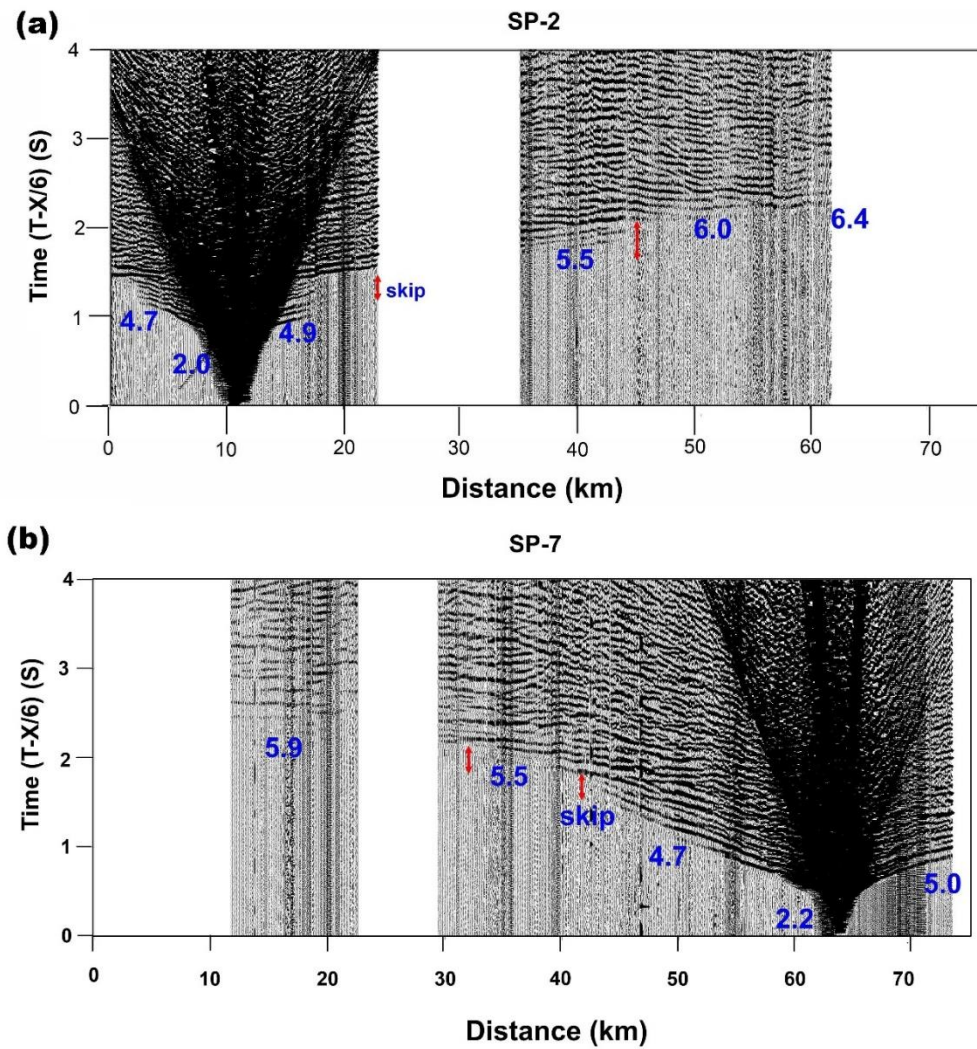 (a)
SP-2
Time (T-X/6) (S)
4
3
2
1
0
4.7
2.0
4.9
skip
5.5
6.0
6.4
0 10 20 30 40 50 60 70
Distance (km)
(b)
SP-7
Time (T-X/6) (S)
4
3
2
1
0
5.9
5.5
skip
4.7
2.2
5.0
0 10 20 30 40 50 60 70
Distance (km)